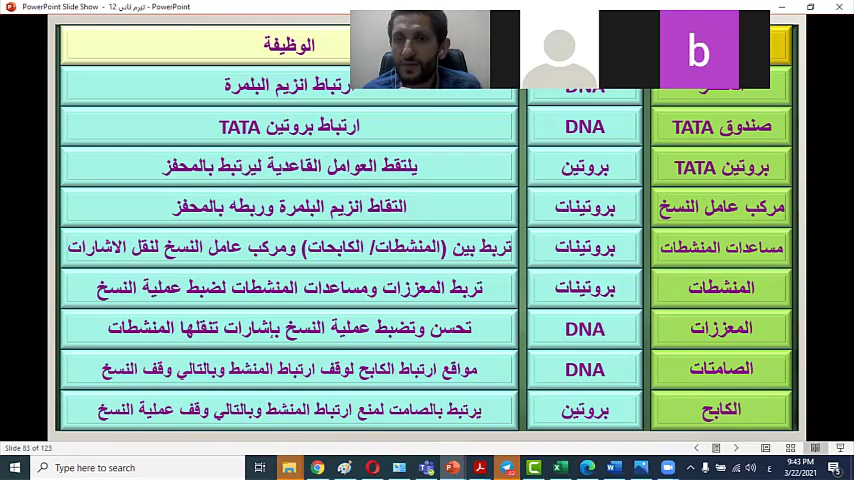 PowerPoint Slide Show - 12 تيرم ثاني - PowerPoint
الوظيفة
DNA ارتباط انزيم البلمرة
صندوق TATA DNA ارتباط بروتين TATA
بروتين TATA بروتين يلتقط العوامل القاعدية ليرتبط بالمحفز
مركب عامل النسخ بروتينات التقاط انزيم البلمرة وربطه بالمحفز
مساعدات المنشطات بروتينات تربط بين (المنشطات/ الكابحات) ومركب عامل النسخ لنقل الاشارات
المنشطات بروتينات تربط المعززات ومساعدات المنشطات لضبط عملية النسخ
المعززات DNA تحسن وتضبط عملية النسخ بإشارات تنقلها المنشطات
الصامتات DNA مواقع ارتباط الكابح لوقف ارتباط المنشط وبالتالي وقف النسخ
الكابح بروتين يرتبط بالصامت لمنع ارتباط المنشط وبالتالي وقف عملية النسخ
b
Slide 83 of 123
Type here to search
ع
9:43 PM
3/22/2021